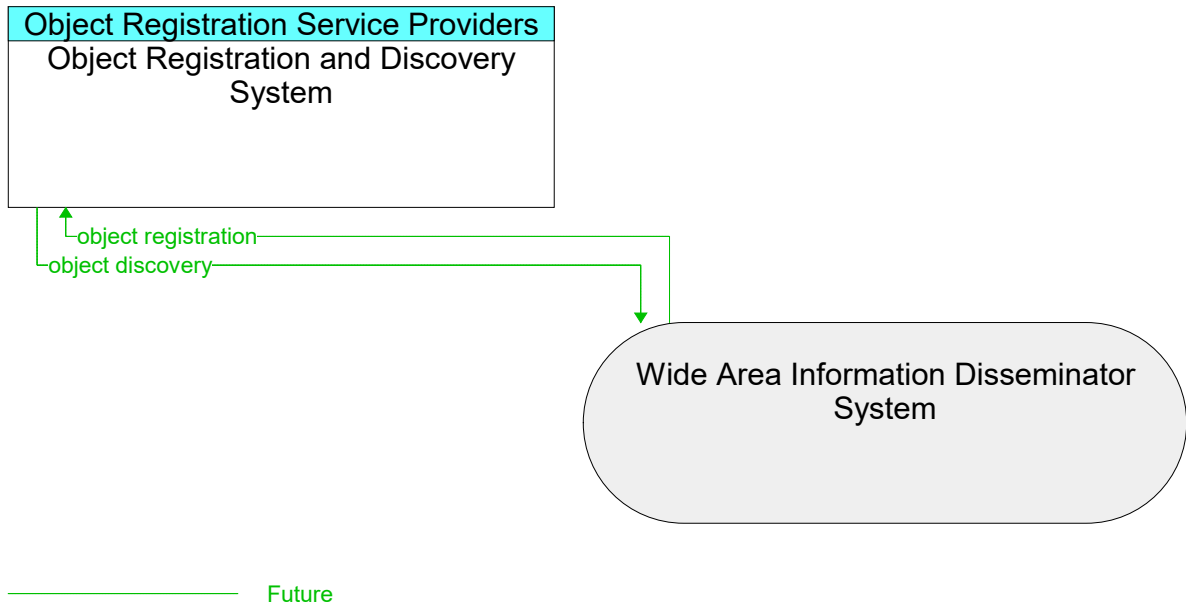 Object Registration Service Providers
Object Registration and Discovery
System
object registration
object discovery
Wide Area Information Disseminator
System
Future